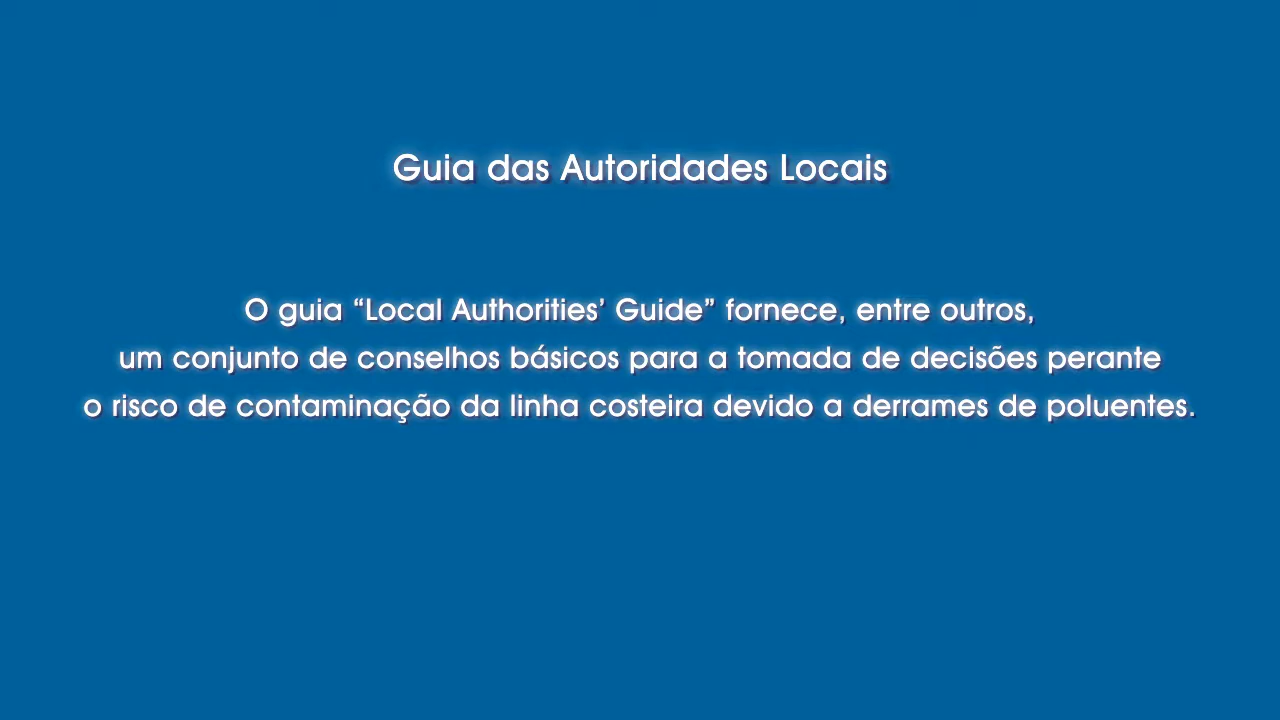 Guia das Autoridades Locais
O guia “Local Authorities’ Guide” fornece, entre outros,
um conjunto de conselhos básicos para a tomada de decisões perante
o risco de contaminação da linha costeira devido a derrames de poluentes.